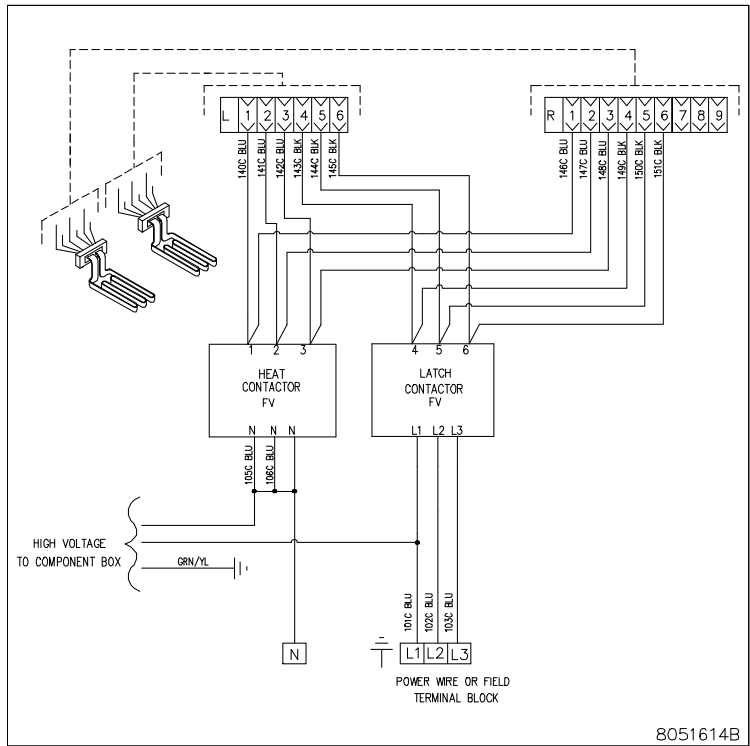 L 1 2 3 4 5 6
R 1 2 3 4 5 6 7 8 9
140C BLU
141C BLU
142C BLU
143C BLK
144C BLK
145C BLK
146C BLU
147C BLU
148C BLU
149C BLK
150C BLK
151C BLK
1 2 3
HEAT
CONTACTOR
FV
N N N
4 5 6
LATCH
CONTACTOR
FV
L1 L2 L3
105C BLU
106C BLU
HIGH VOLTAGE
TO COMPONENT BOX
GRN/YL
101C BLU
102C BLU
103C BLU
N
L1 L2 L3
POWER WIRE OR FIELD
TERMINAL BLOCK
8051614B